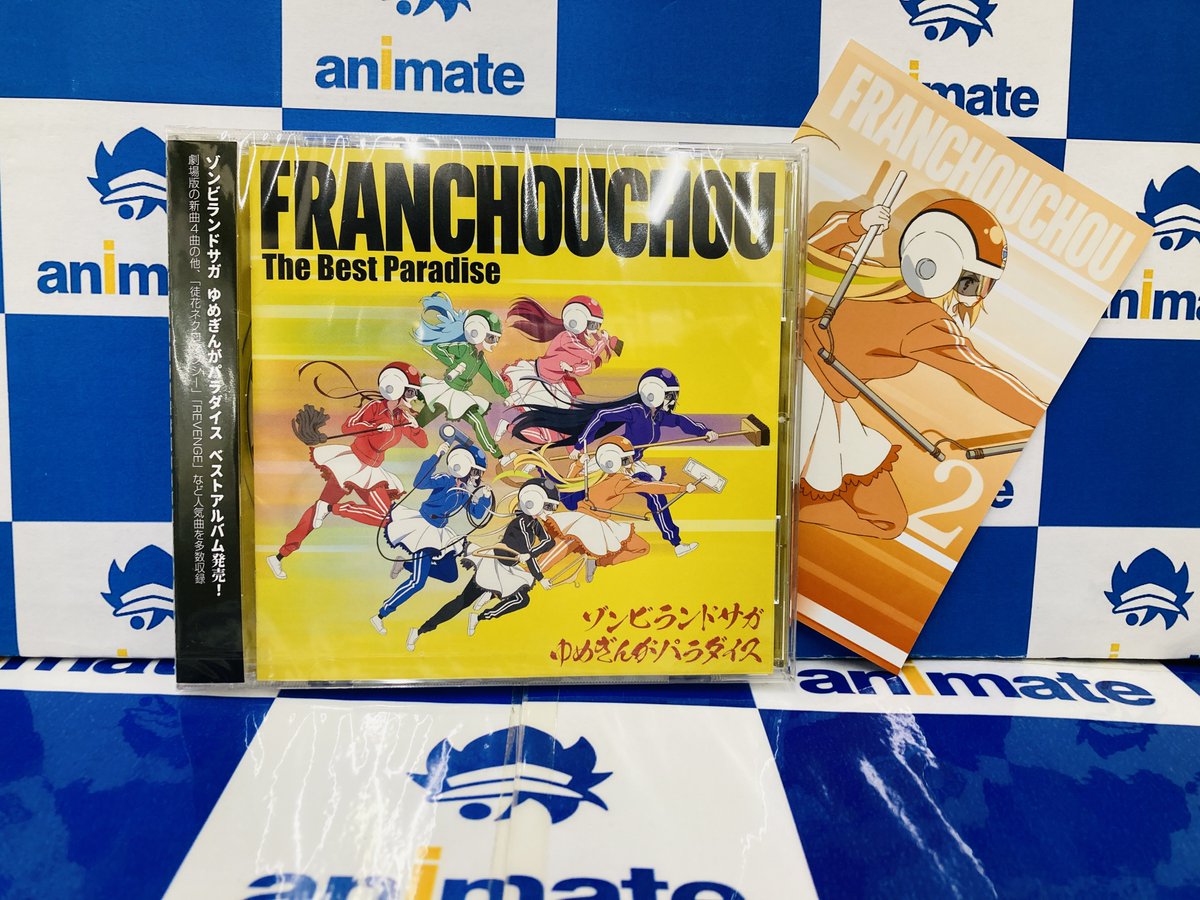 animate
animate
animate
animate
FRANCHOUCHOU
The Best Paradise
ゾンビランドサガ ゆめぎんがパラダイス ベストアルバム発売!
劇場版の新曲4曲の他、「徒花ネクロマンシー」「REVENGE」など人気曲を多数収録
ゾンビランドサガ
ゆめぎんがパラダイス
FRANCHOUCHOU
2
animate
animate
animate